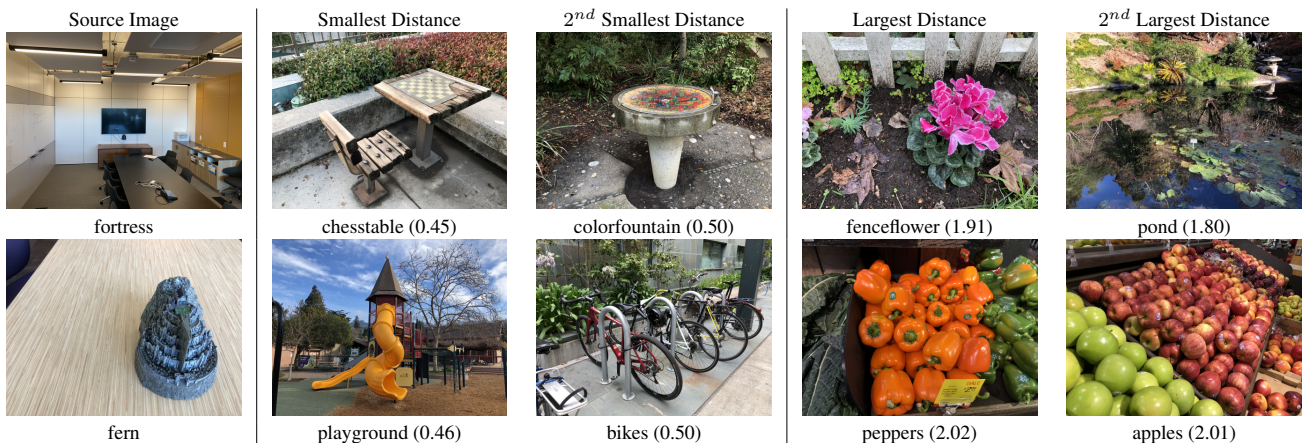 Source Image Smallest Distance 2nd Smallest Distance Largest Distance 2nd Largest Distance
fortress chesstable (0.45) colorfountain (0.50) fenceflower (1.91) pond (1.80)
fern playground (0.46) bikes (0.50) peppers (2.02) apples (2.01)